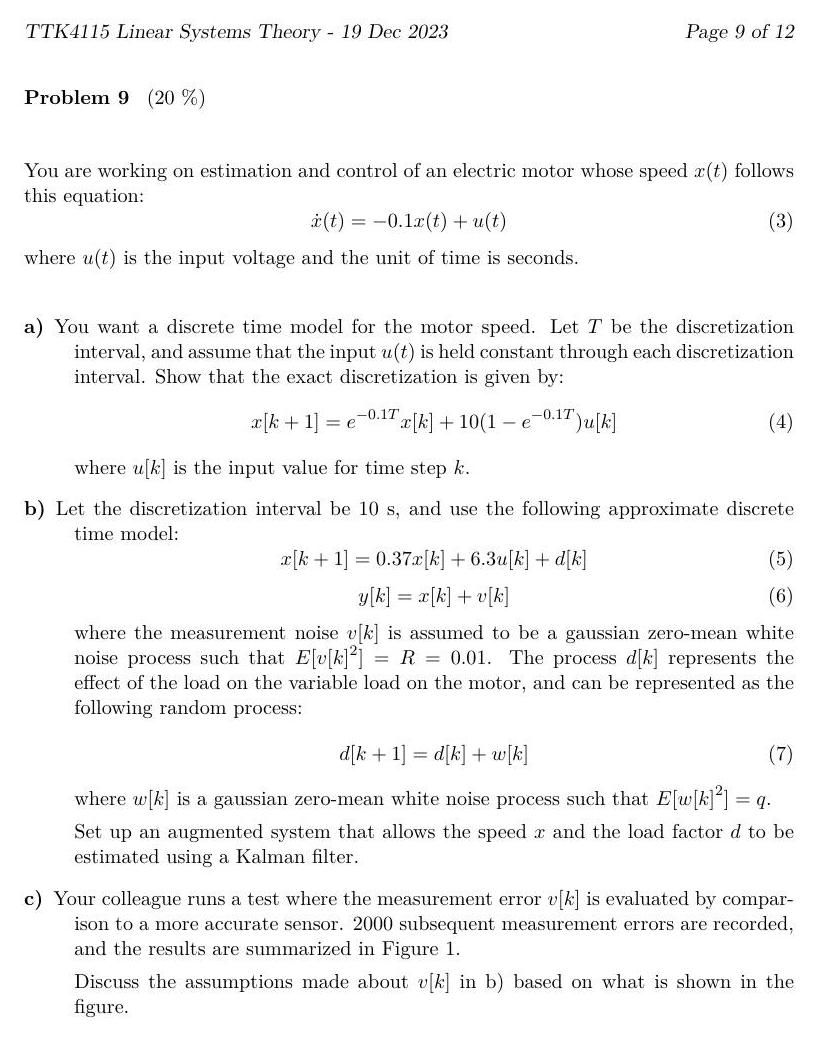 TTK4115 Linear Systems Theory - 19 Dec 2023 Page 9 of 12
Problem 9 (20 %)
You are working on estimation and control of an electric motor whose speed x(t) follows
this equation:
ẋ(t) = −0.1x(t) + u(t) (3)
where u(t) is the input voltage and the unit of time is seconds.
a) You want a discrete time model for the motor speed. Let T be the discretization
interval, and assume that the input u(t) is held constant through each discretization
interval. Show that the exact discretization is given by:
x[k + 1] = e^{−0.1T} x[k] + 10(1 − e^{−0.1T})u[k] (4)
where u[k] is the input value for time step k.
b) Let the discretization interval be 10 s, and use the following approximate discrete
time model:
x[k + 1] = 0.37x[k] + 6.3u[k] + d[k] (5)
y[k] = x[k] + v[k] (6)
where the measurement noise v[k] is assumed to be a gaussian zero-mean white
noise process such that E[v[k]²] = R = 0.01. The process d[k] represents the
effect of the load on the variable load on the motor, and can be represented as the
following random process:
d[k + 1] = d[k] + w[k] (7)
where w[k] is a gaussian zero-mean white noise process such that E[w[k]²] = q.
Set up an augmented system that allows the speed x and the load factor d to be
estimated using a Kalman filter.
c) Your colleague runs a test where the measurement error v[k] is evaluated by compar-
ison to a more accurate sensor. 2000 subsequent measurement errors are recorded,
and the results are summarized in Figure 1.
Discuss the assumptions made about v[k] in b) based on what is shown in the
figure.